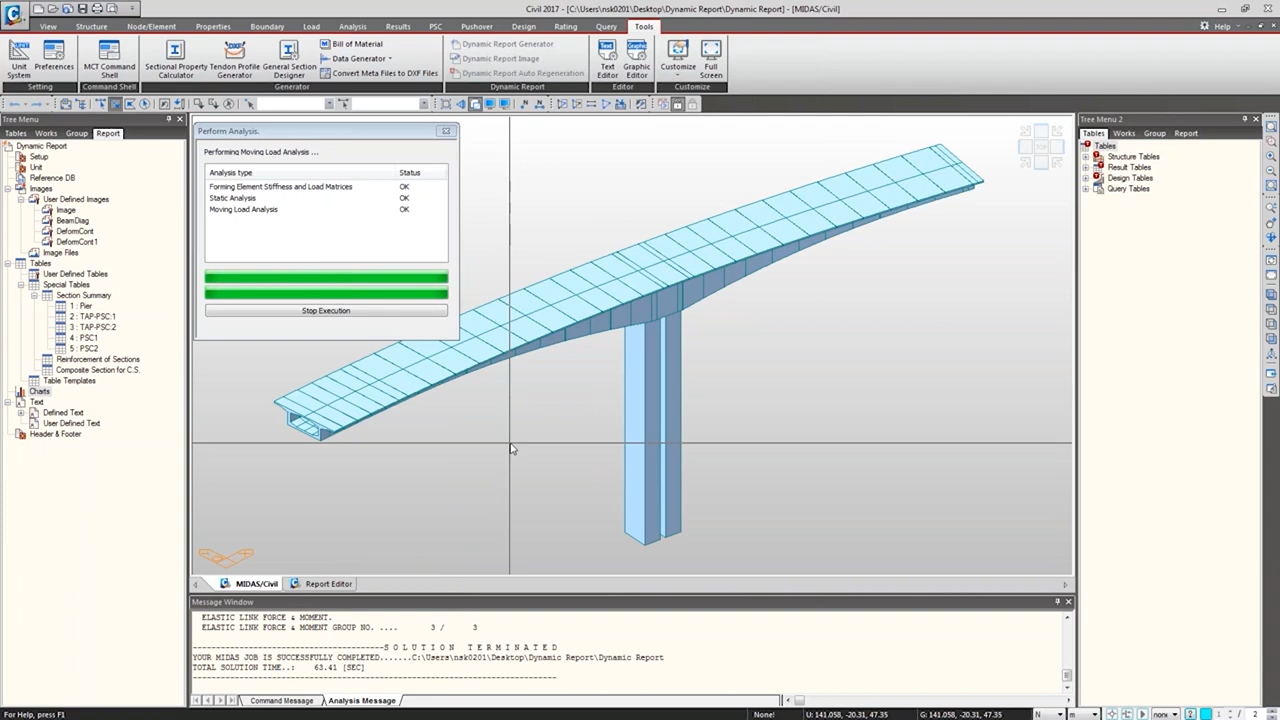 Civil 2017 - [C:\Users\nsk0201\Desktop\Dynamic Report\Dynamic Report] - [MIDAS/Civil]
View Structure Node/Element Properties Boundary Load Analysis Results PSC Pushover Design Rating Query Tools Help
Unit System
Preferences
MCT Command Shell
Sectional Property Calculator
Tendon Profile Generator
General Section Designer
Bill of Material
Data Generator
Convert Meta Files to DXF Files
Dynamic Report Generator
Dynamic Report Image
Dynamic Report Auto Regeneration
Text Editor
Graphic Editor
Customize
Full Screen
Setting Command Shell Generator Dynamic Report Editor Customize
Tree Menu
Tables Works Group Report
Dynamic Report
Setup
Unit
Reference DB
Images
User Defined Images
Image
BeamDiag
DeformCont
DeformCont1
Image Files
Tables
User Defined Tables
Special Tables
Section Summary
1 : Pier
2 : TAP-PSC:1
3 : TAP-PSC:2
4 : PSC1
5 : PSC2
Reinforcement of Sections
Composite Section for C.S.
Table Templates
Charts
Text
Defined Text
User Defined Text
Header & Footer
Perform Analysis.
Performing Moving Load Analysis ...
Analysis type Status
Forming Element Stiffness and Load Matrices OK
Static Analysis OK
Moving Load Analysis OK
Stop Execution
TOP
MIDAS/Civil Report Editor
Message Window
ELASTIC LINK FORCE & MOMENT.
ELASTIC LINK FORCE & MOMENT GROUP NO. .... 3 / 3
------------------------------------S O L U T I O N   T E R M I N A T E D
YOUR MIDAS JOB IS SUCCESSFULLY COMPLETED.......C:\Users\nsk0201\Desktop\Dynamic Report\Dynamic Report
TOTAL SOLUTION TIME..: 63.41 [SEC]
Command Message Analysis Message
Tree Menu 2
Tables Works Group Report
Tables
Structure Tables
Result Tables
Design Tables
Query Tables
For Help, press F1
None!
U: 141.058, -20.31, 47.35
G: 141.058, -20.31, 47.35
N
m
none
1 / 2